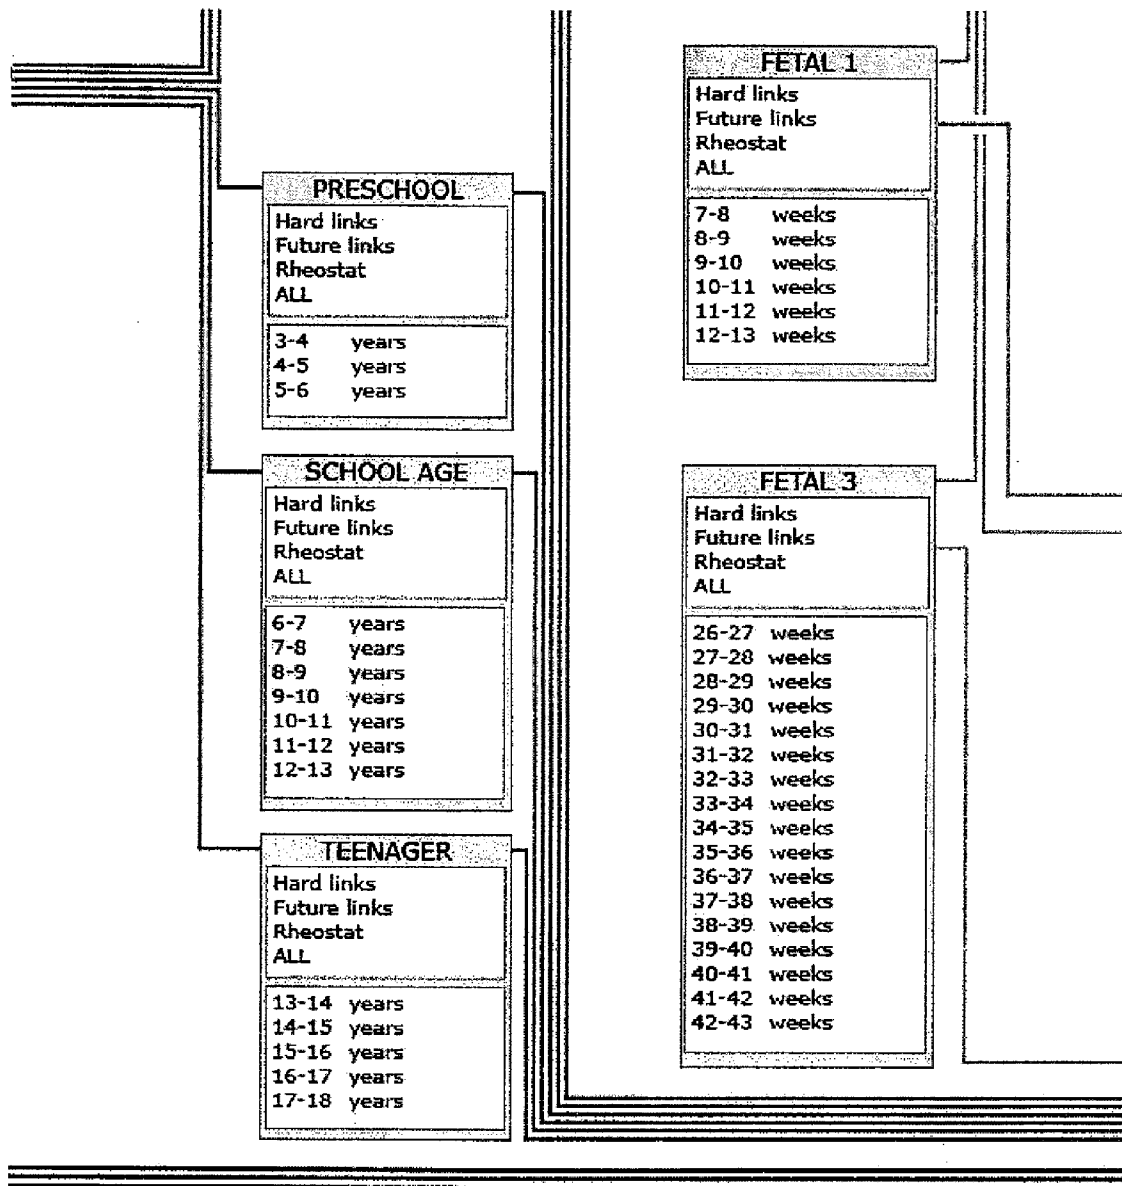 PRESCHOOL
Hard links
Future links
Rheostat
ALL
3-4 years
4-5 years
5-6 years
SCHOOL AGE
Hard links
Future links
Rheostat
ALL
6-7 years
7-8 years
8-9 years
9-10 years
10-11 years
11-12 years
12-13 years
TEENAGER
Hard links
Future links
Rheostat
ALL
13-14 years
14-15 years
15-16 years
16-17 years
17-18 years
FETAL 1
Hard links
Future links
Rheostat
ALL
7-8 weeks
8-9 weeks
9-10 weeks
10-11 weeks
11-12 weeks
12-13 weeks
FETAL 3
Hard links
Future links
Rheostat
ALL
26-27 weeks
27-28 weeks
28-29 weeks
29-30 weeks
30-31 weeks
31-32 weeks
32-33 weeks
33-34 weeks
34-35 weeks
35-36 weeks
36-37 weeks
37-38 weeks
38-39 weeks
39-40 weeks
40-41 weeks
41-42 weeks
42-43 weeks